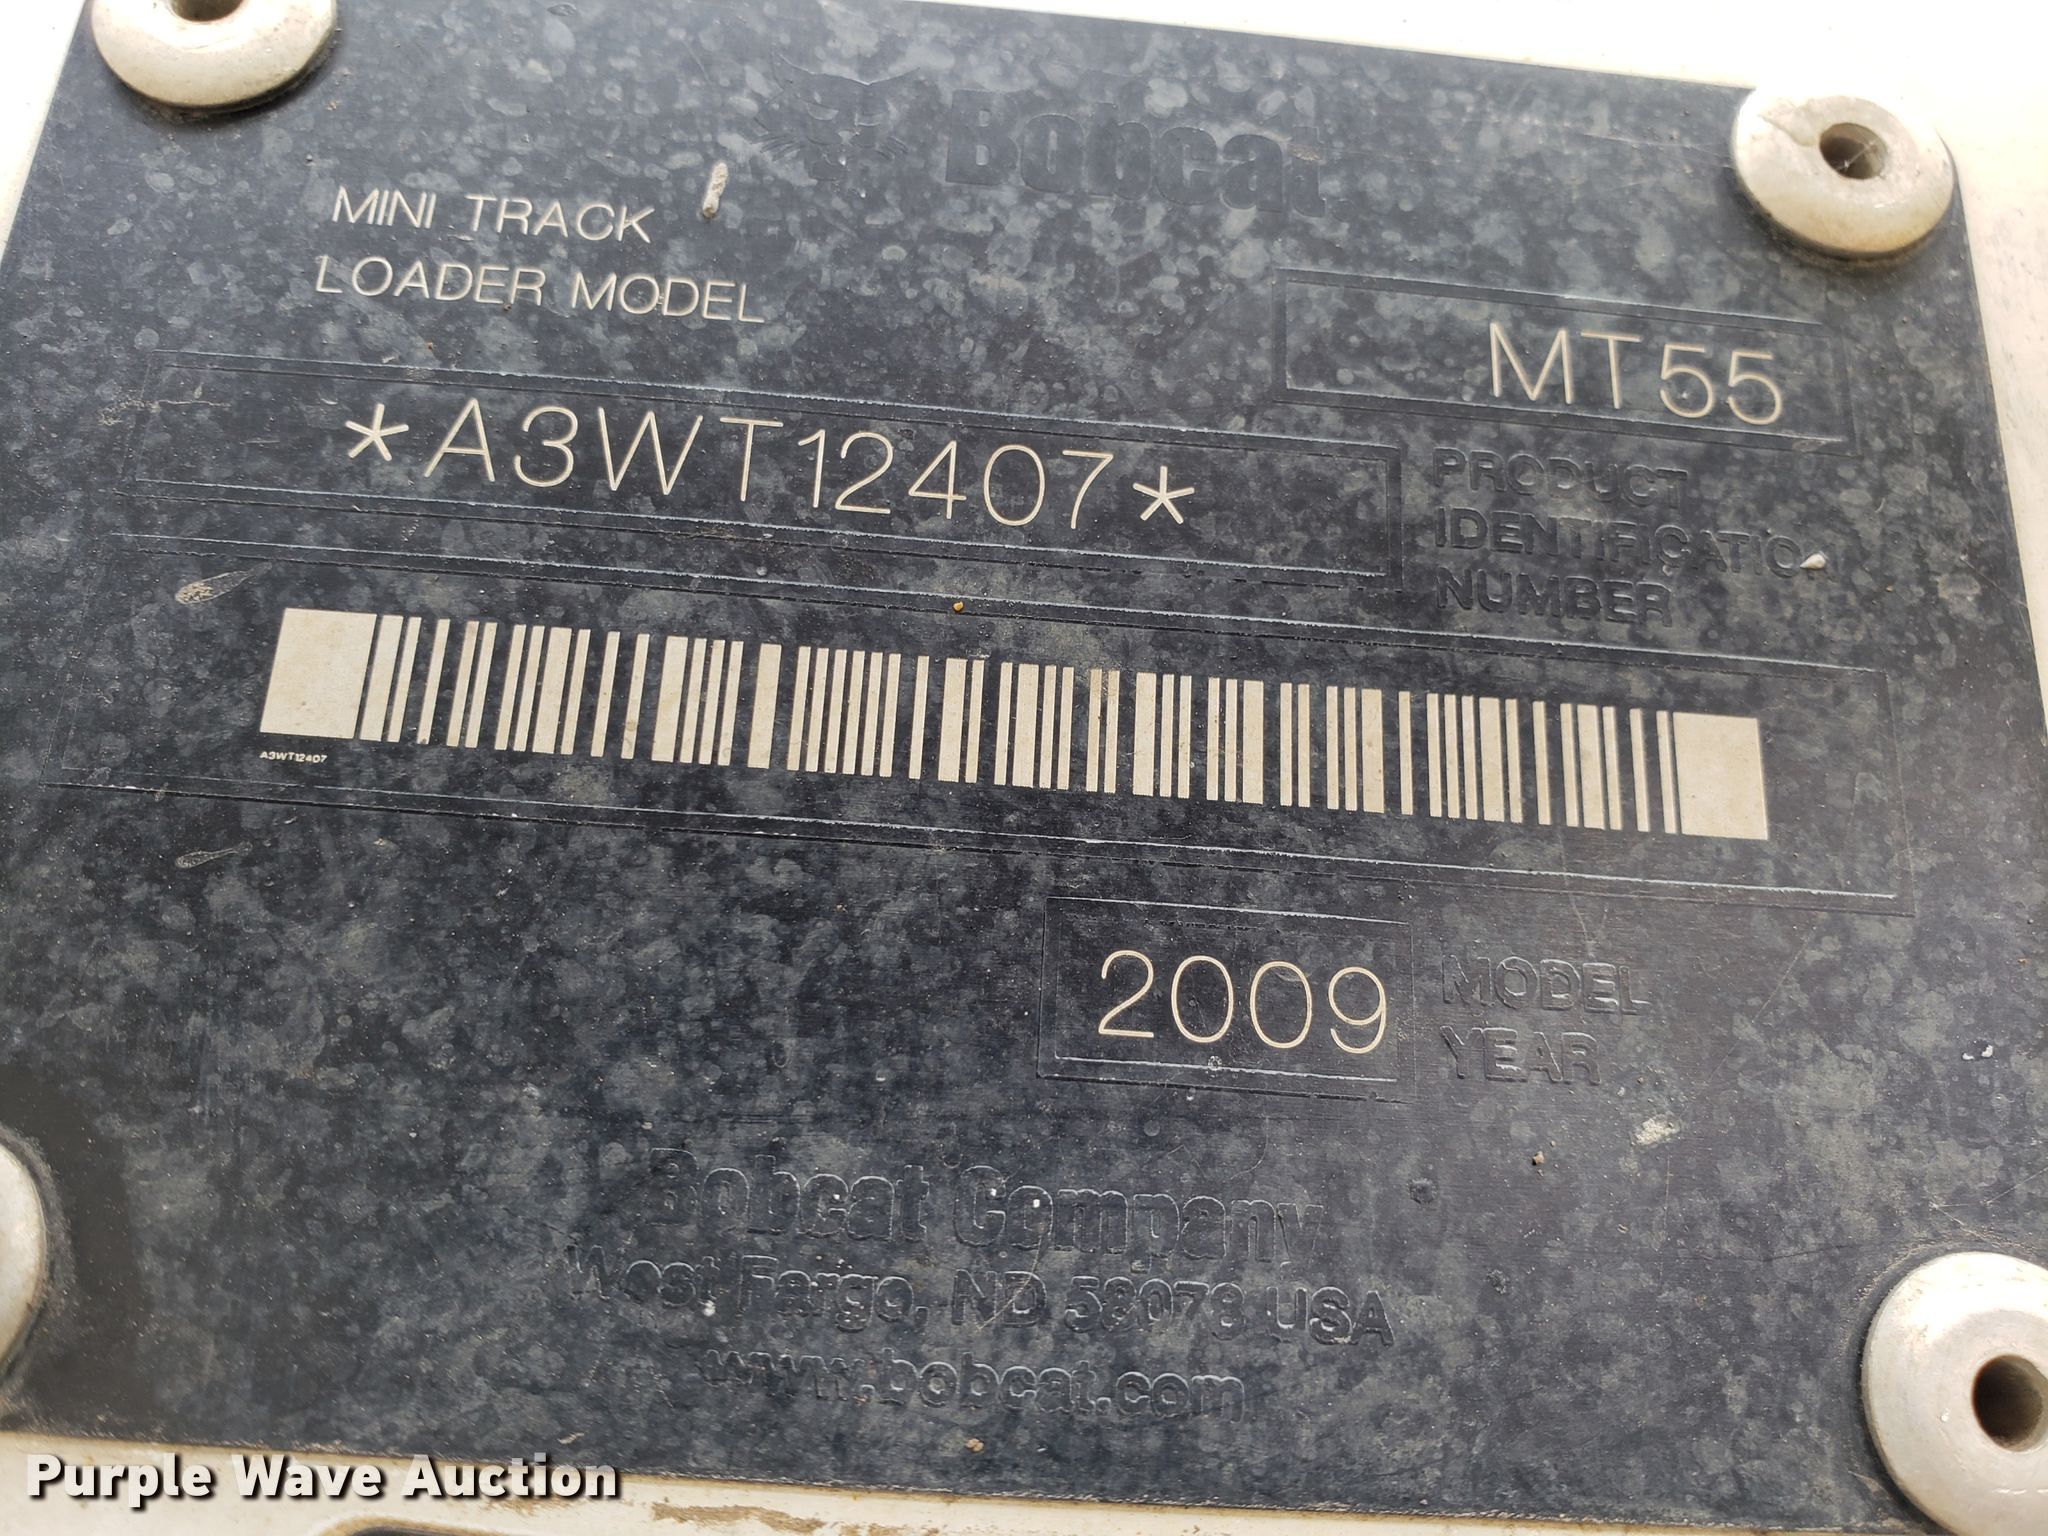 Bobcat
MINI TRACK
LOADER MODEL
MT55
*A3WT12407*
PRODUCT
IDENTIFICATION
NUMBER
A3WT12407
2009
MODEL
YEAR
Bobcat Company
West Fargo, ND 58078 USA
www.bobcat.com
Purple Wave Auction